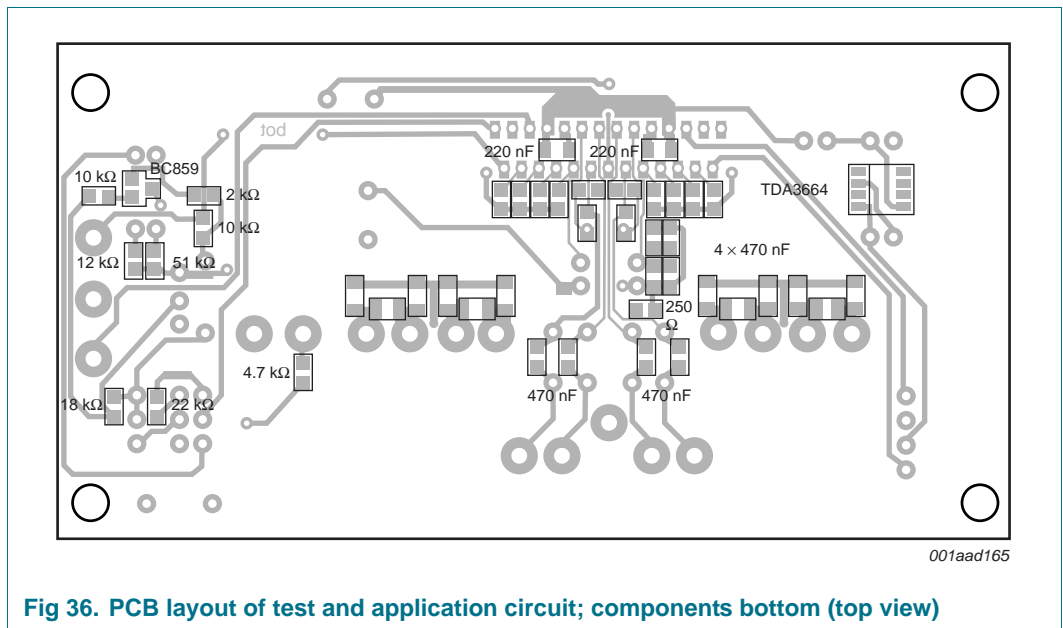 bot
220 nF 220 nF
BC859
10 kΩ
2 kΩ
TDA3664
10 kΩ
12 kΩ 51 kΩ
4 × 470 nF
250
Ω
4.7 kΩ
470 nF 470 nF
18 kΩ 22 kΩ
001aad165
Fig 36. PCB layout of test and application circuit; components bottom (top view)